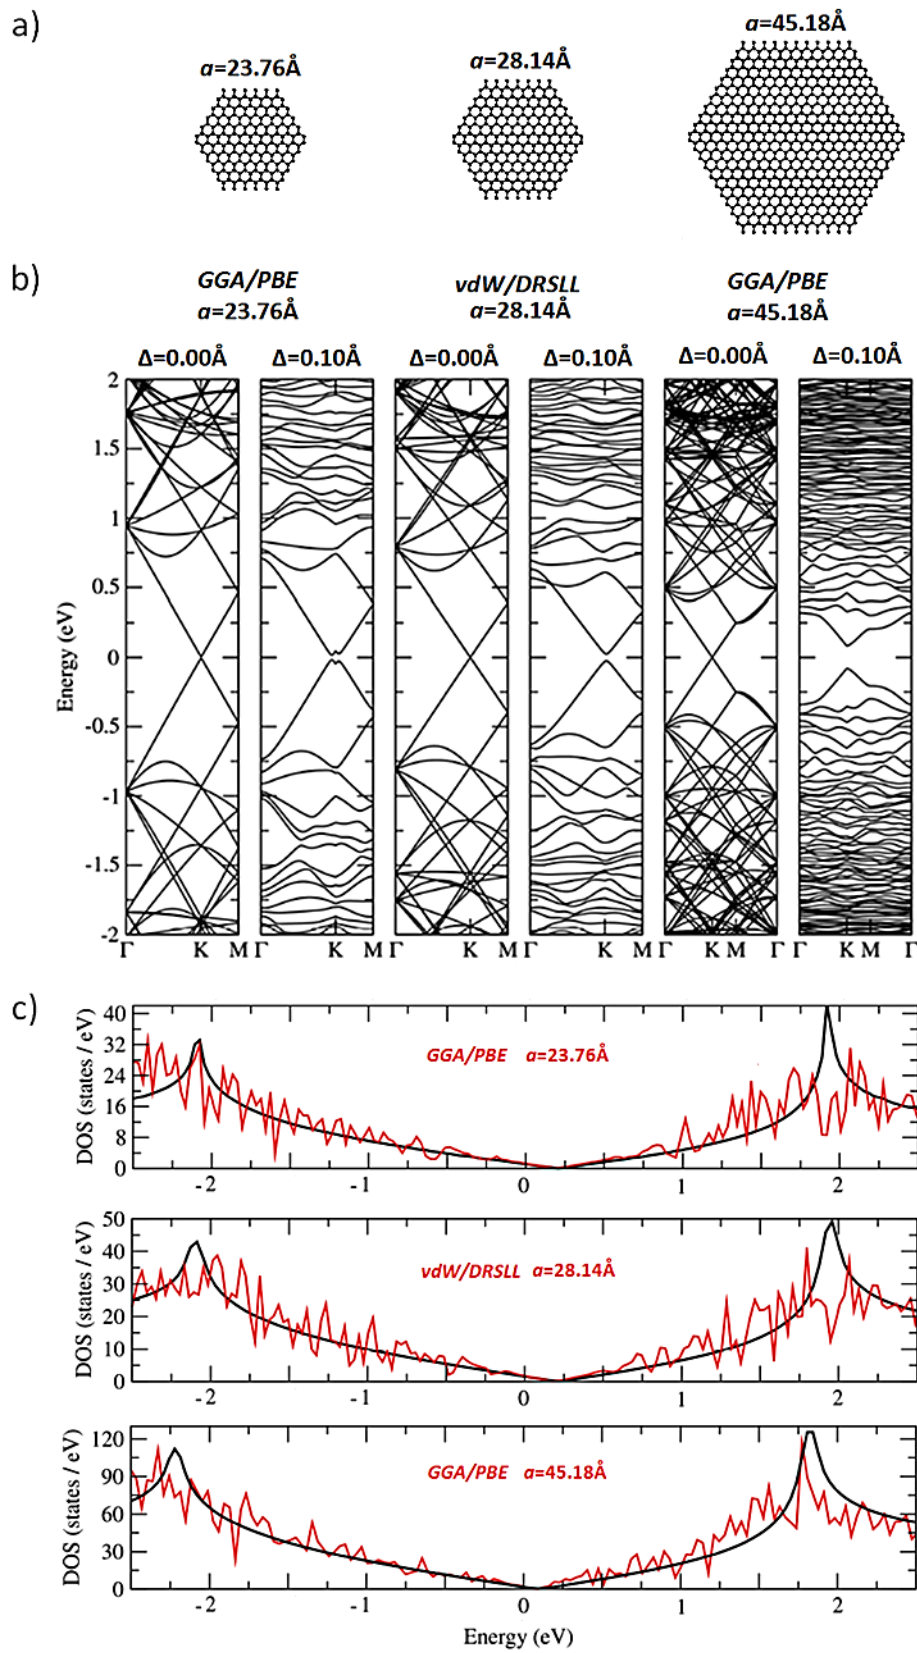 a)
a=23.76Å
a=28.14Å
a=45.18Å
b)
GGA/PBE
a=23.76Å
vdW/DRSLL
a=28.14Å
GGA/PBE
a=45.18Å
Δ=0.00Å Δ=0.10Å Δ=0.00Å Δ=0.10Å Δ=0.00Å Δ=0.10Å
Energy (eV)
2
1.5
1
0.5
0
-0.5
-1
-1.5
-2
Γ K M Γ K M Γ K M Γ K M Γ K M Γ Γ K M Γ
c)
DOS (states / eV)
40
32
24
16
8
0
GGA/PBE a=23.76Å
-2 -1 0 1 2
DOS (states / eV)
50
40
30
20
10
0
vdW/DRSLL a=28.14Å
-2 -1 0 1 2
DOS (states / eV)
120
90
60
30
0
GGA/PBE a=45.18Å
-2 -1 0 1 2
Energy (eV)